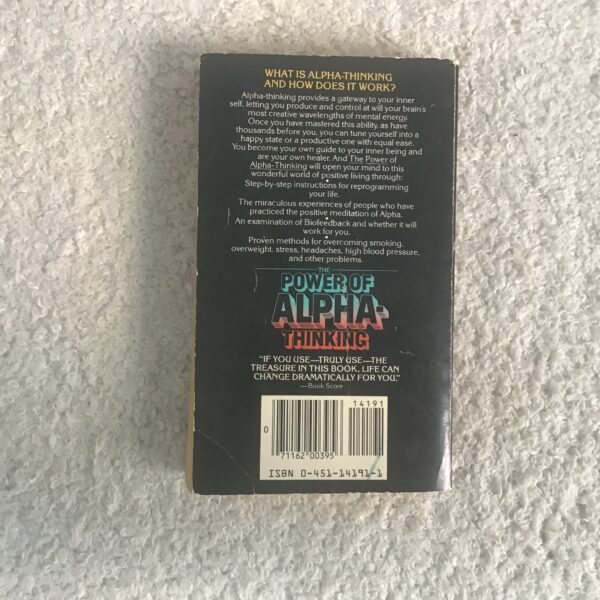 WHAT IS ALPHA-THINKING
AND HOW DOES IT WORK?
Alpha-thinking provides a gateway to your inner
self, letting you produce and control at will your brain's
most creative wavelengths of mental energy.
Once you have mastered this ability, as have
thousands before you, you can tune yourself into a
happy state or a productive one with equal ease.
You become your own guide to your inner being and
are your own healer. And The Power of
Alpha-Thinking will open your mind to this
wonderful world of positive living through:
•
Step-by-step instructions for reprogramming
your life.
•
The miraculous experiences of people who have
practiced the positive meditation of Alpha.
•
An examination of Biofeedback and whether it will
work for you.
•
Proven methods for overcoming smoking,
overweight, stress, headaches, high blood pressure,
and other problems.
THE
POWER OF
ALPHA-
THINKING
"IF YOU USE—TRULY USE—THE
TREASURE IN THIS BOOK, LIFE CAN
CHANGE DRAMATICALLY FOR YOU."
—Book Score
14191
0
71162 00395
ISBN 0-451-14191-1